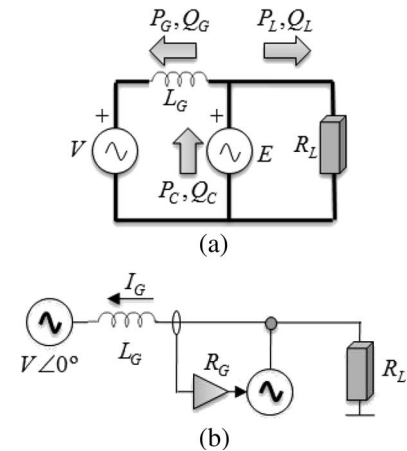 P_G, Q_G P_L, Q_L
L_G
+ +
V E R_L
P_C, Q_C
(a)
I_G
V∠0° L_G R_G R_L
(b)